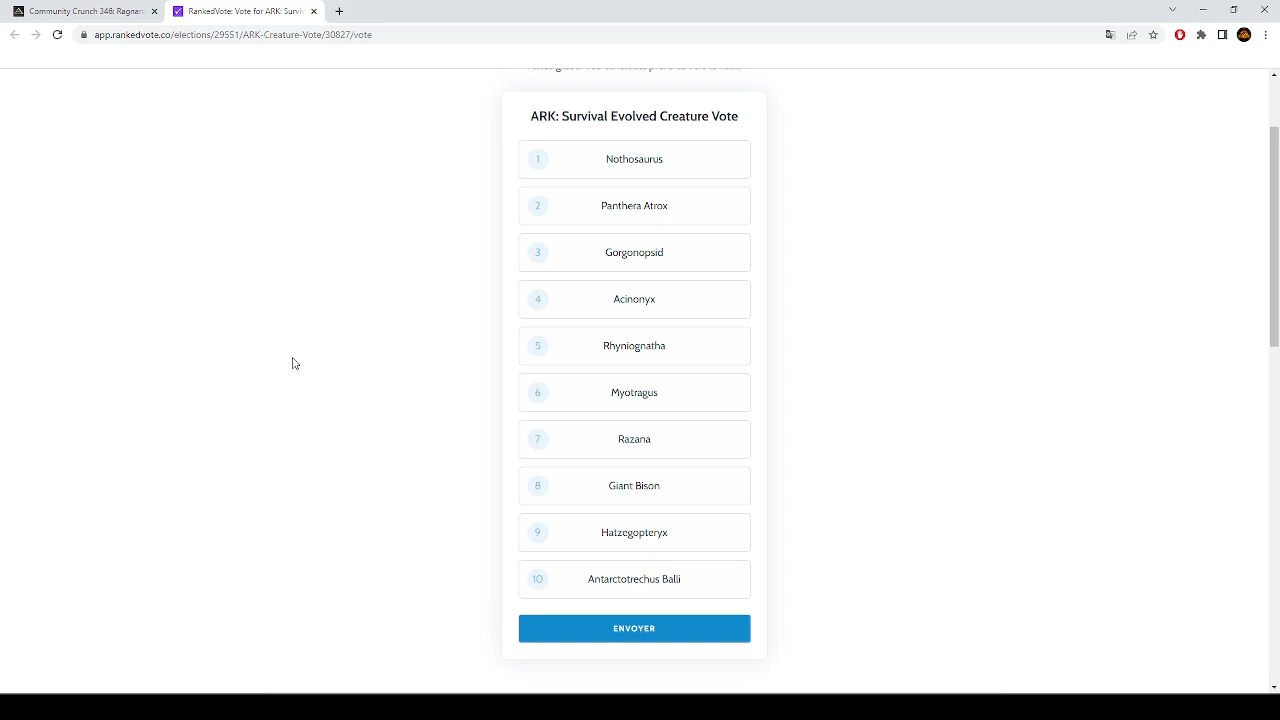 Community Crunch 346: Ragnar
RankedVote: Vote for ARK: Surviv
app.rankedvote.co/elections/29551/ARK-Creature-Vote/30827/vote
ARK: Survival Evolved Creature Vote
1 Nothosaurus
2 Panthera Atrox
3 Gorgonopsid
4 Acinonyx
5 Rhyniognatha
6 Myotragus
7 Razana
8 Giant Bison
9 Hatzegopteryx
10 Antarctotrechus Balli
ENVOYER